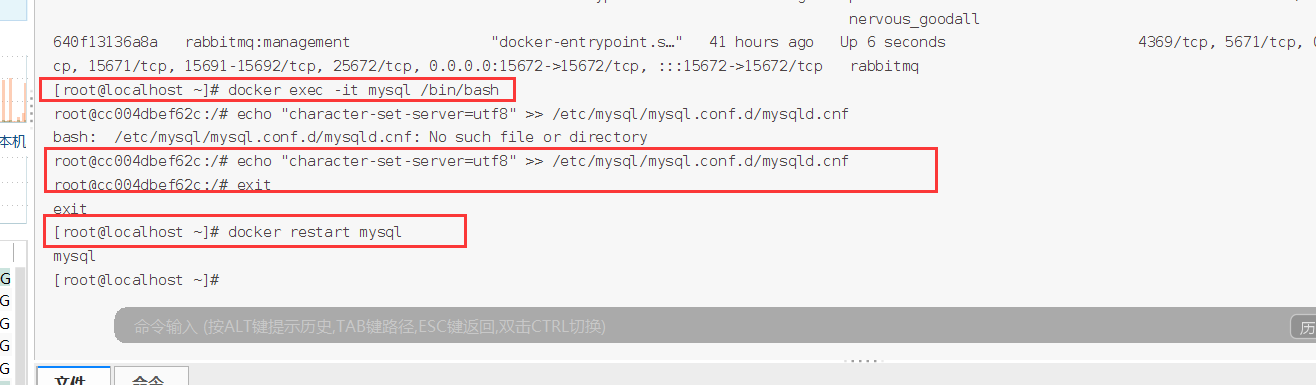 nervous_goodall
640f13136a8a rabbitmq:management "docker-entrypoint.s…" 41 hours ago Up 6 seconds 4369/tcp, 5671/tcp,
cp, 15671/tcp, 15691-15692/tcp, 25672/tcp, 0.0.0.0:15672->15672/tcp, :::15672->15672/tcp rabbitmq
[root@localhost ~]# docker exec -it mysql /bin/bash
root@cc004dbef62c:/# echo "character-set-server=utf8" >> /etc/mysql/mysql.conf.d/mysqld.cnf
bash: /etc/mysql/mysql.conf.d/mysqld.cnf: No such file or directory
root@cc004dbef62c:/# echo "character-set-server=utf8" >> /etc/mysql/mysql.conf.d/mysqld.cnf
root@cc004dbef62c:/# exit
exit
[root@localhost ~]# docker restart mysql
mysql
[root@localhost ~]#
本机
G
G
G
G
G
命令输入 (按ALT键提示历史,TAB键路径,ESC键返回,双击CTRL切换)
历
文件
命令